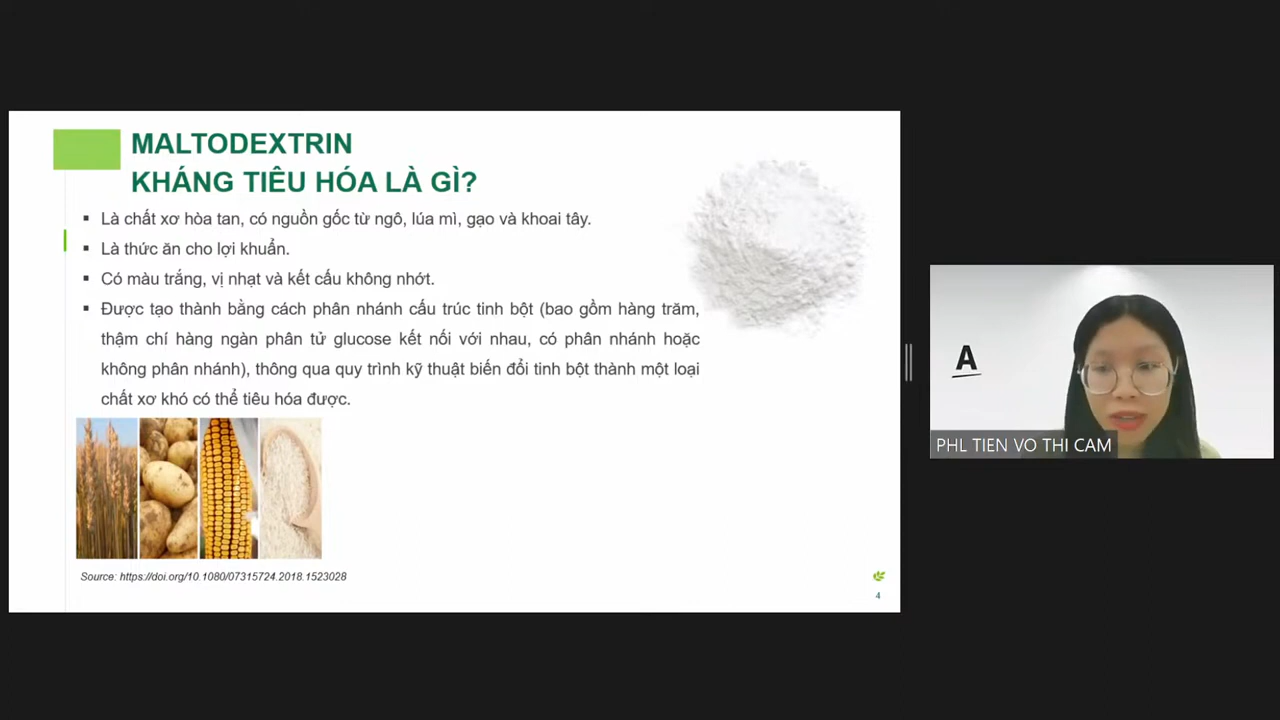 MALTODEXTRIN
KHÁNG TIÊU HÓA LÀ GÌ?
▪ Là chất xơ hòa tan, có nguồn gốc từ ngô, lúa mì, gạo và khoai tây.
▪ Là thức ăn cho lợi khuẩn.
▪ Có màu trắng, vị nhạt và kết cấu không nhớt.
▪ Được tạo thành bằng cách phân nhánh cấu trúc tinh bột (bao gồm hàng trăm,
thậm chí hàng ngàn phân tử glucose kết nối với nhau, có phân nhánh hoặc
không phân nhánh), thông qua quy trình kỹ thuật biến đổi tinh bột thành một loại
chất xơ khó có thể tiêu hóa được.
Source: https://doi.org/10.1080/07315724.2018.1523028
4
A
PHL TIEN VO THI CAM